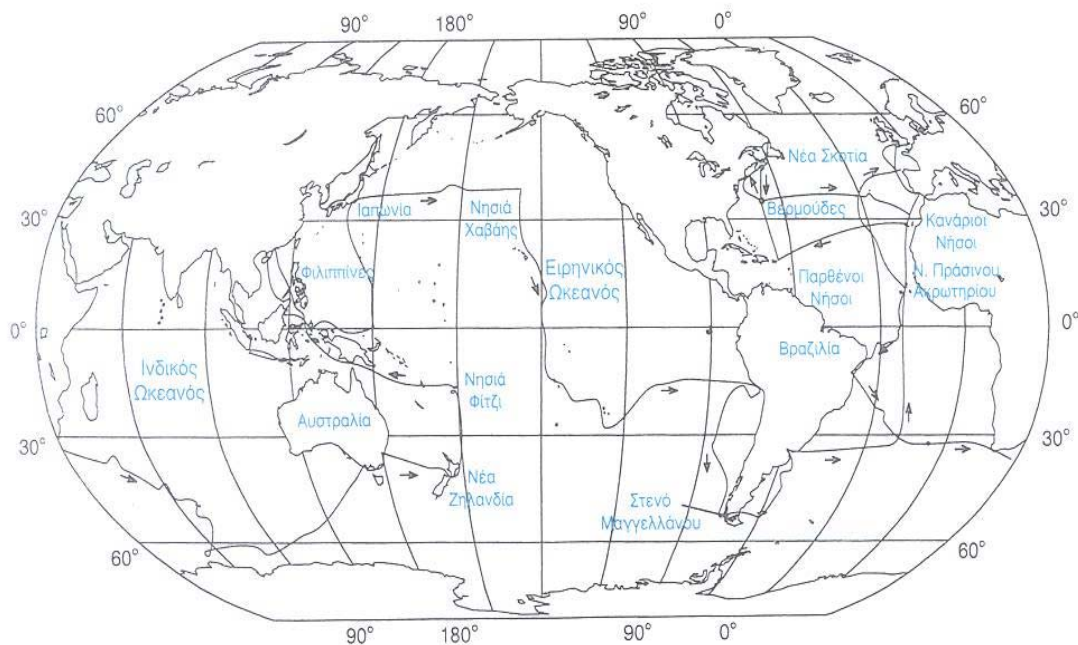 90°
180°
90°
0°
60°
60°
Νέα Σκοτία
Ιαπωνία
Νησιά
Χαβάης
Βερμούδες
30°
30°
Κανάριοι
Νήσοι
Φιλιππίνες
Ειρηνικός
Ωκεανός
Παρθένοι
Νήσοι
Ν. Πράσινου
Ακρωτηρίου
0°
0°
Ινδικός
Ωκεανός
Βραζιλία
Νησιά
Φίτζι
Αυστραλία
30°
30°
Νέα
Ζηλανδία
Στενό
Μαγγελλάνου
60°
60°
90°
180°
90°
0°